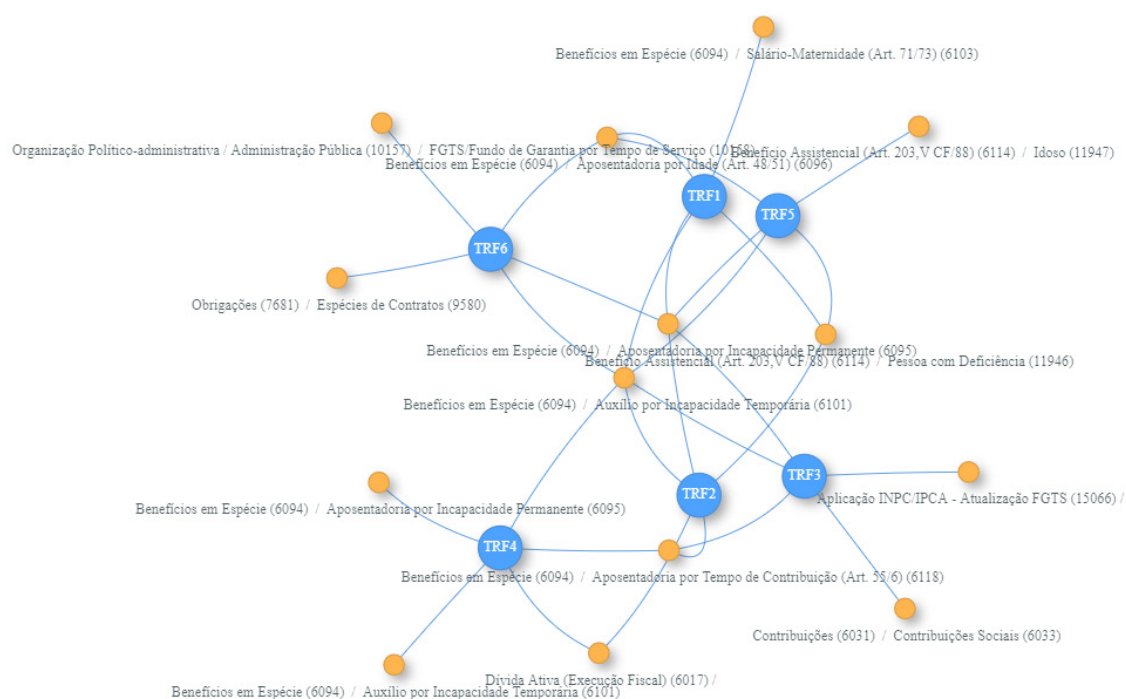 Benefícios em Espécie (6094) / Salário-Maternidade (Art. 71/73) (6103)
Organização Político-administrativa / Administração Pública (10157) / FGTS/Fundo de Garantia por Tempo de Serviço (10158)
Benefício Assistencial (Art. 203,V CF/88) (6114) / Idoso (11947)
Benefícios em Espécie (6094) / Aposentadoria por Idade (Art. 48/51) (6096)
TRF1
TRF5
TRF6
Obrigações (7681) / Espécies de Contratos (9580)
Benefícios em Espécie (6094) / Aposentadoria por Incapacidade Permanente (6095)
Benefício Assistencial (Art. 203,V CF/88) (6114) / Pessoa com Deficiência (11946)
Benefícios em Espécie (6094) / Auxílio por Incapacidade Temporária (6101)
TRF3
TRF2
Aplicação INPC/IPCA - Atualização FGTS (15066) /
Benefícios em Espécie (6094) / Aposentadoria por Incapacidade Permanente (6095)
TRF4
Benefícios em Espécie (6094) / Aposentadoria por Tempo de Contribuição (Art. 55/6) (6118)
Contribuições (6031) / Contribuições Sociais (6033)
Dívida Ativa (Execução Fiscal) (6017) /
Benefícios em Espécie (6094) / Auxílio por Incapacidade Temporária (6101)